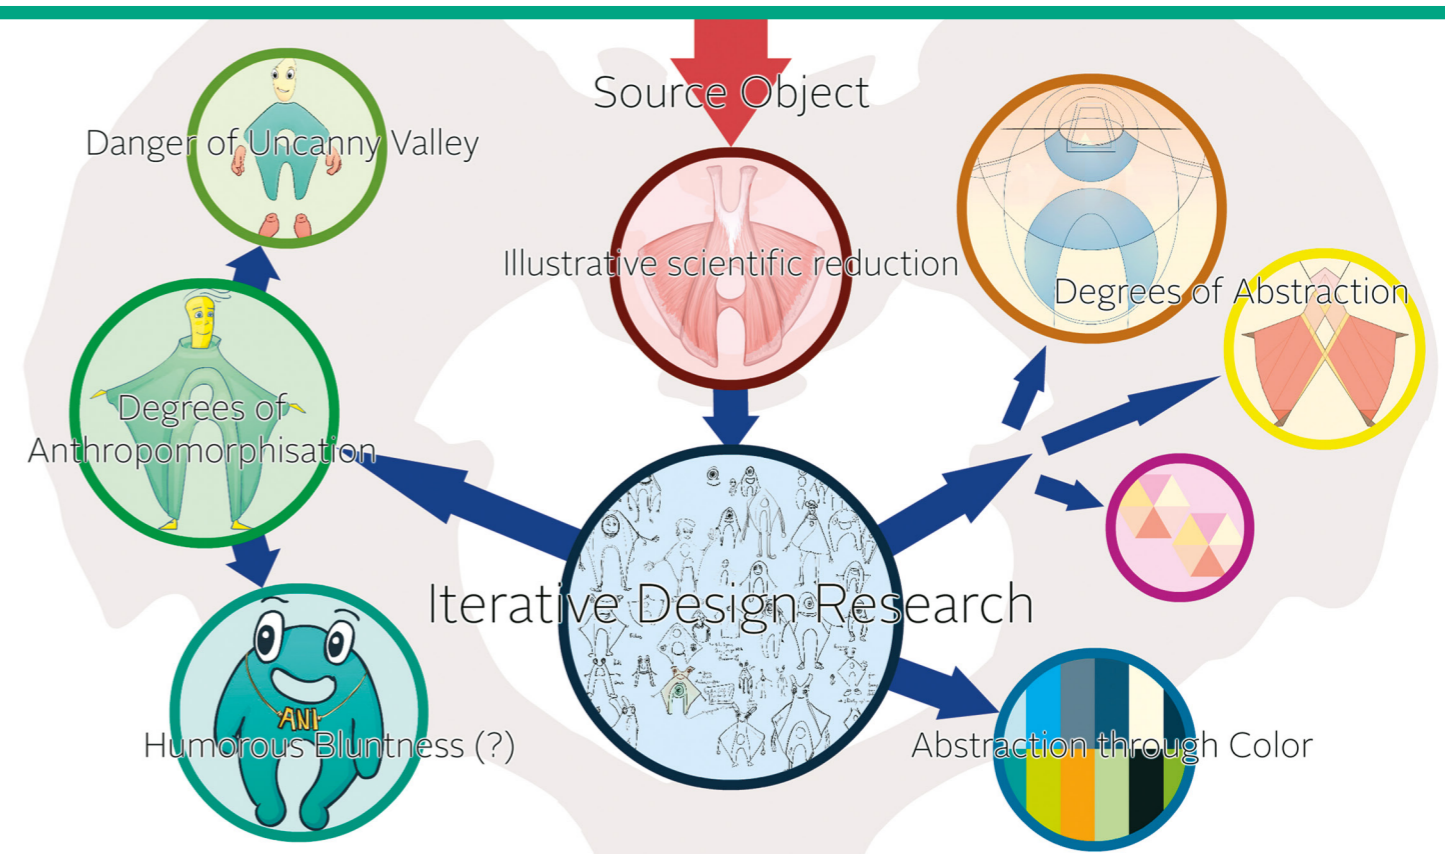 Source Object
Danger of Uncanny Valley
Illustrative scientific reduction
Degrees of Abstraction
Degrees of
Anthropomorphisation
Iterative Design Research
ANI
Humorous Bluntness (?)
Abstraction through Color